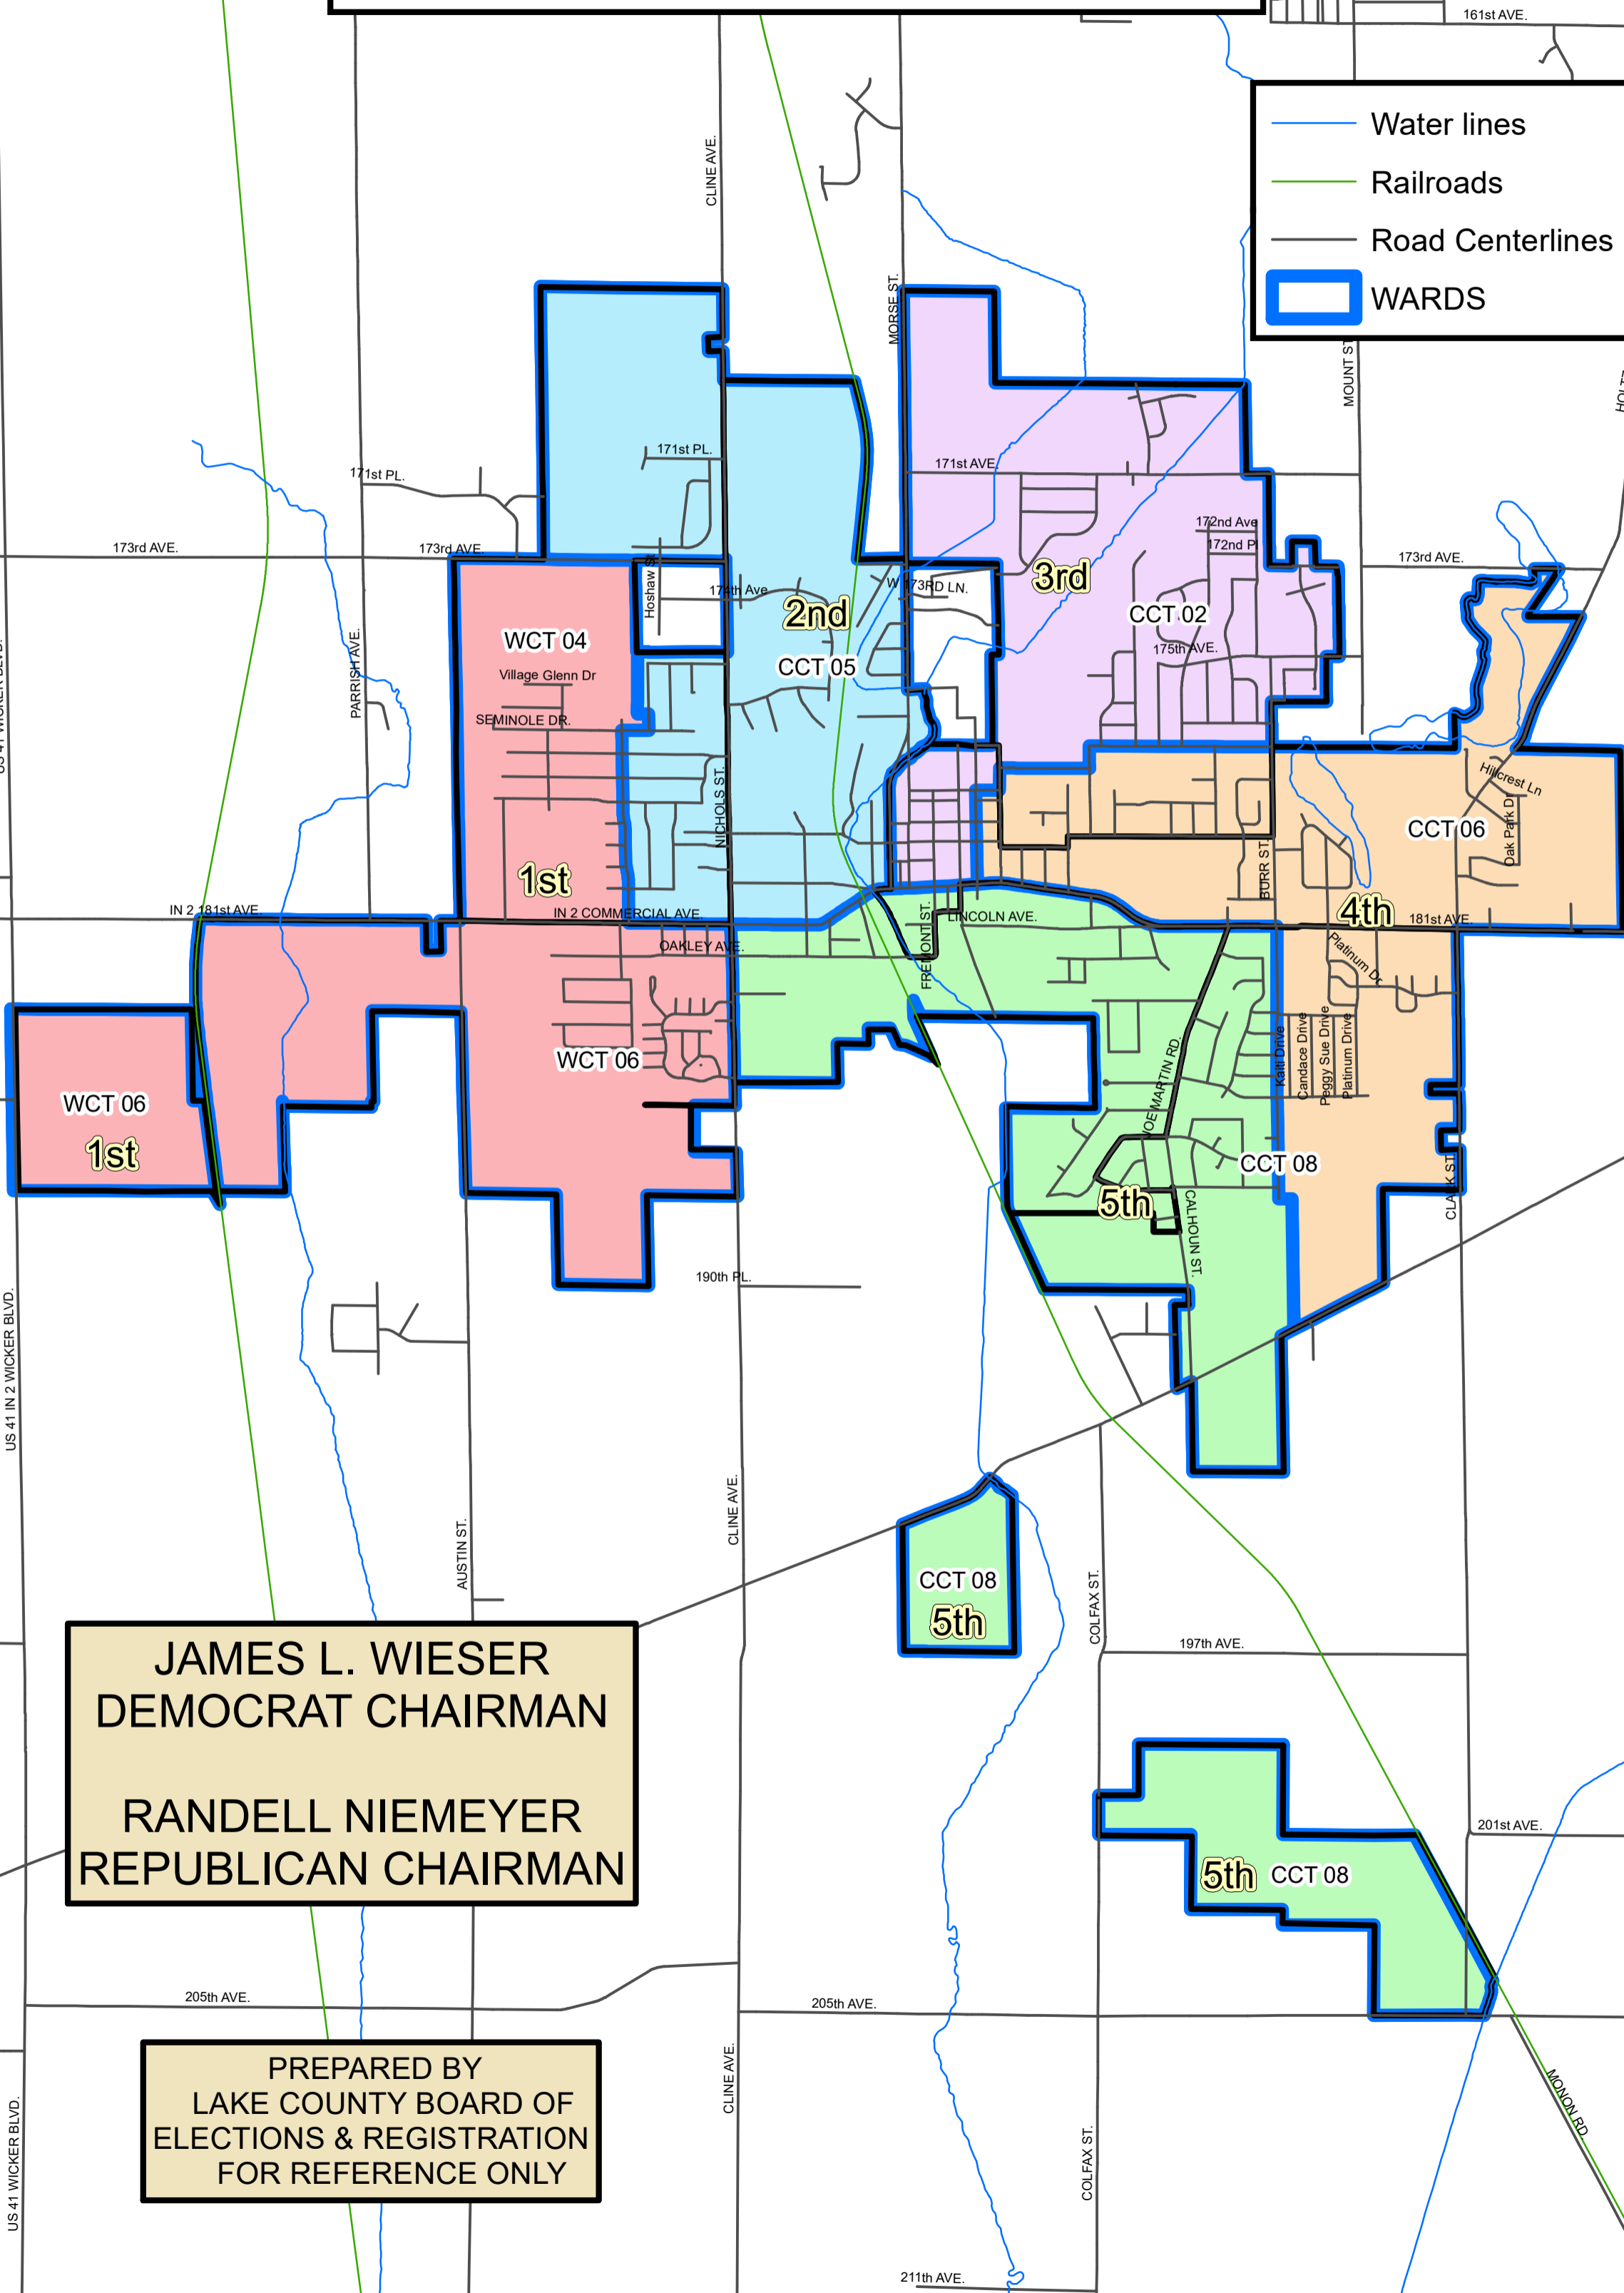 161st AVE.
Water lines
Railroads
Road Centerlines
WARDS
CLINE AVE.
MORSE ST.
MOUNT ST
171st PL.
171st PL.
171st AVE.
172nd Ave
172nd Pl
173rd AVE.
173rd AVE.
173rd AVE.
Hoshaw St
174th Ave
W 173RD LN.
3rd
2nd
CCT 02
WCT 04
CCT 05
175th AVE.
PARRISH AVE.
Village Glenn Dr
SEMINOLE DR.
NICHOLS ST.
Hillcrest Ln
Oak Park Dr
CCT 06
BURR ST.
1st
4th
IN 2 181st AVE.
IN 2 COMMERCIAL AVE.
LINCOLN AVE.
181st AVE.
OAKLEY AVE.
FREMONT ST.
Platinum Dr
Kaiti Drive
Candace Drive
Peggy Sue Drive
Platinum Drive
WCT 06
WCT 06
JOE MARTIN RD.
1st
CCT 08
5th
CLARK ST.
CALHOUN ST.
190th PL.
US 41 IN 2 WICKER BLVD.
CLINE AVE.
AUSTIN ST.
CCT 08
5th
COLFAX ST.
197th AVE.
JAMES L. WIESER
DEMOCRAT CHAIRMAN
RANDELL NIEMEYER
REPUBLICAN CHAIRMAN
201st AVE.
5th
CCT 08
205th AVE.
205th AVE.
PREPARED BY
LAKE COUNTY BOARD OF
ELECTIONS & REGISTRATION
FOR REFERENCE ONLY
CLINE AVE.
COLFAX ST.
MONON RD.
US 41 WICKER BLVD.
211th AVE.